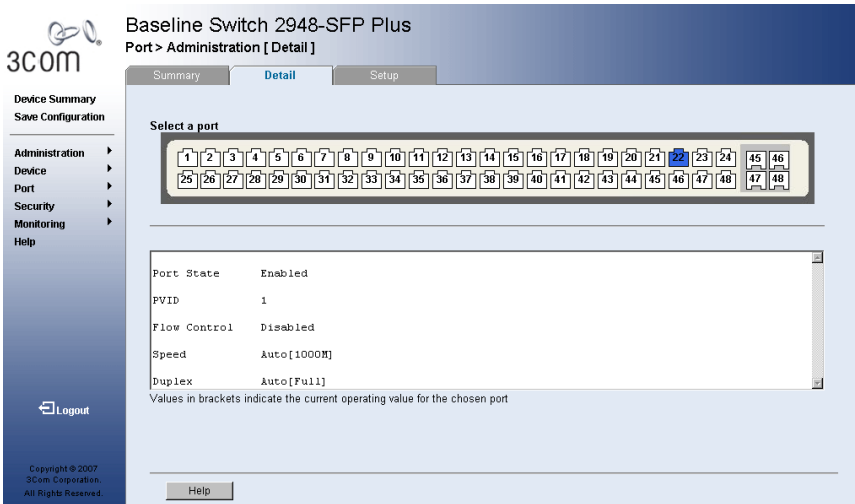 3COM
Baseline Switch 2948-SFP Plus
Port > Administration [ Detail ]
Summary Detail Setup
Device Summary
Save Configuration
Administration
Device
Port
Security
Monitoring
Help
Logout
Copyright © 2007
3Com Corporation.
All Rights Reserved.
Select a port
1 2 3 4 5 6 7 8 9 10 11 12 13 14 15 16 17 18 19 20 21 22 23 24 45 46
25 26 27 28 29 30 31 32 33 34 35 36 37 38 39 40 41 42 43 44 45 46 47 48 47 48
Port State Enabled
PVID 1
Flow Control Disabled
Speed Auto[1000M]
Duplex Auto[Full]
Values in brackets indicate the current operating value for the chosen port
Help